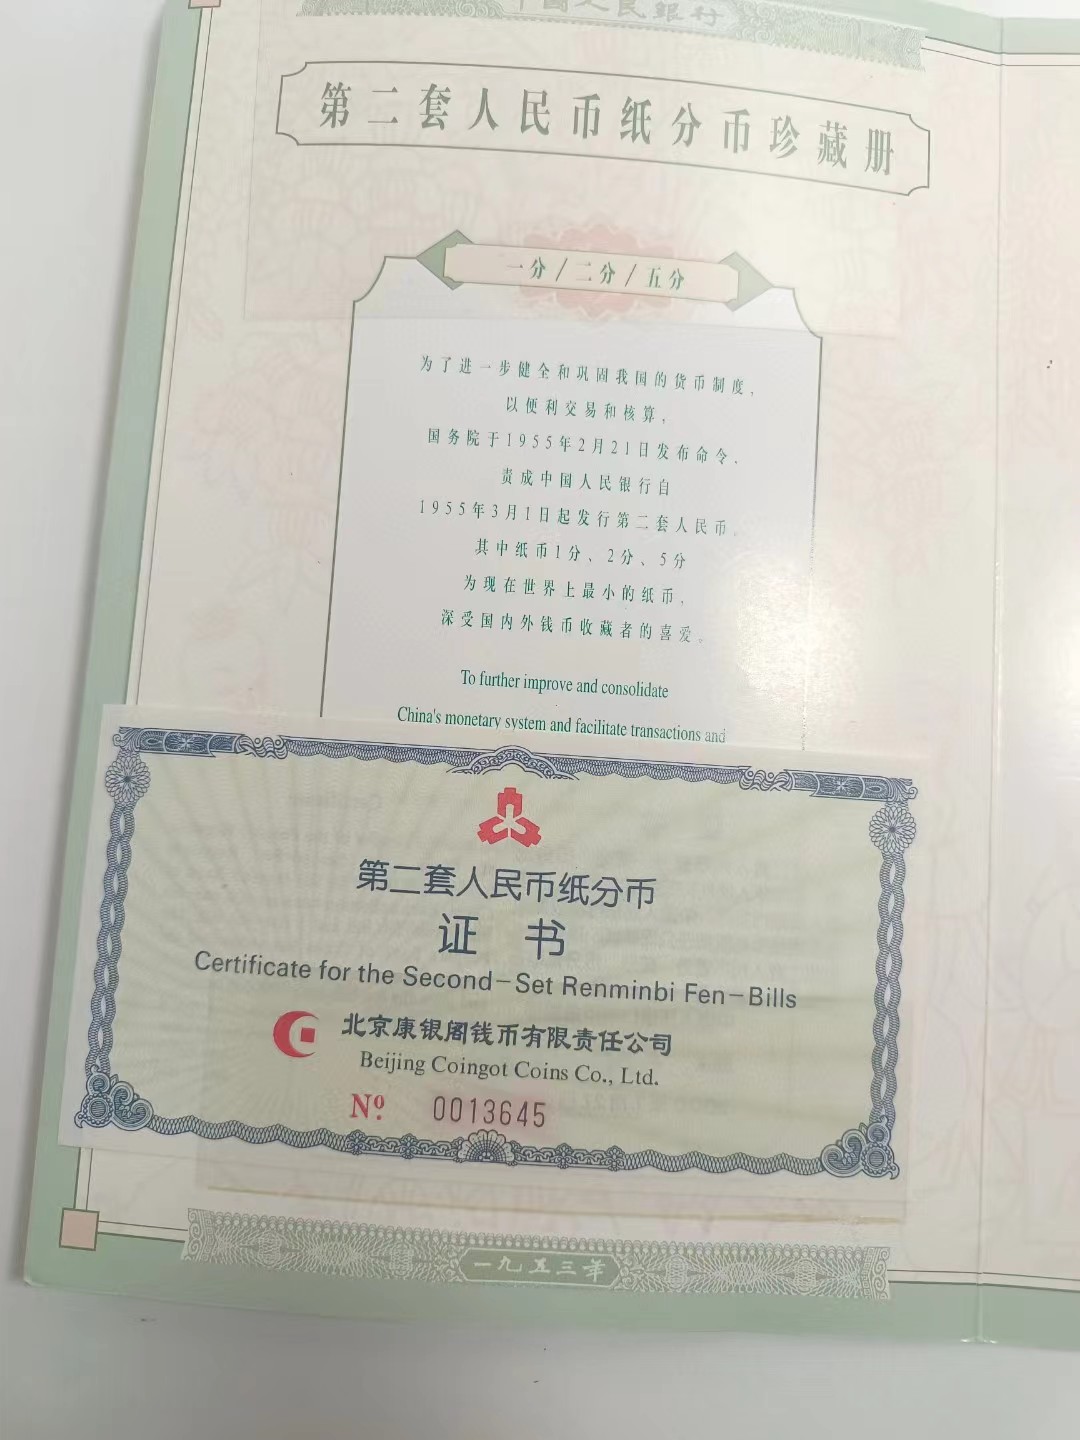 中国人民银行
第二套人民币纸分币珍藏册
一分/二分/五分
为了进一步健全和巩固我国的货币制度，
以便利交易和核算，
国务院于1955年2月21日发布命令，
责成中国人民银行自
1955年3月1日起发行第二套人民币。
其中纸币1分、2分、5分
为现在世界上最小的纸币，
深受国内外钱币收藏者的喜爱。
To further improve and consolidate
China's monetary system and facilitate transactions and
第二套人民币纸分币
证书
Certificate for the Second-Set Renminbi Fen-Bills
北京康银阁钱币有限责任公司
Beijing Coingot Coins Co., Ltd.
Nº 0013645
一九五三年